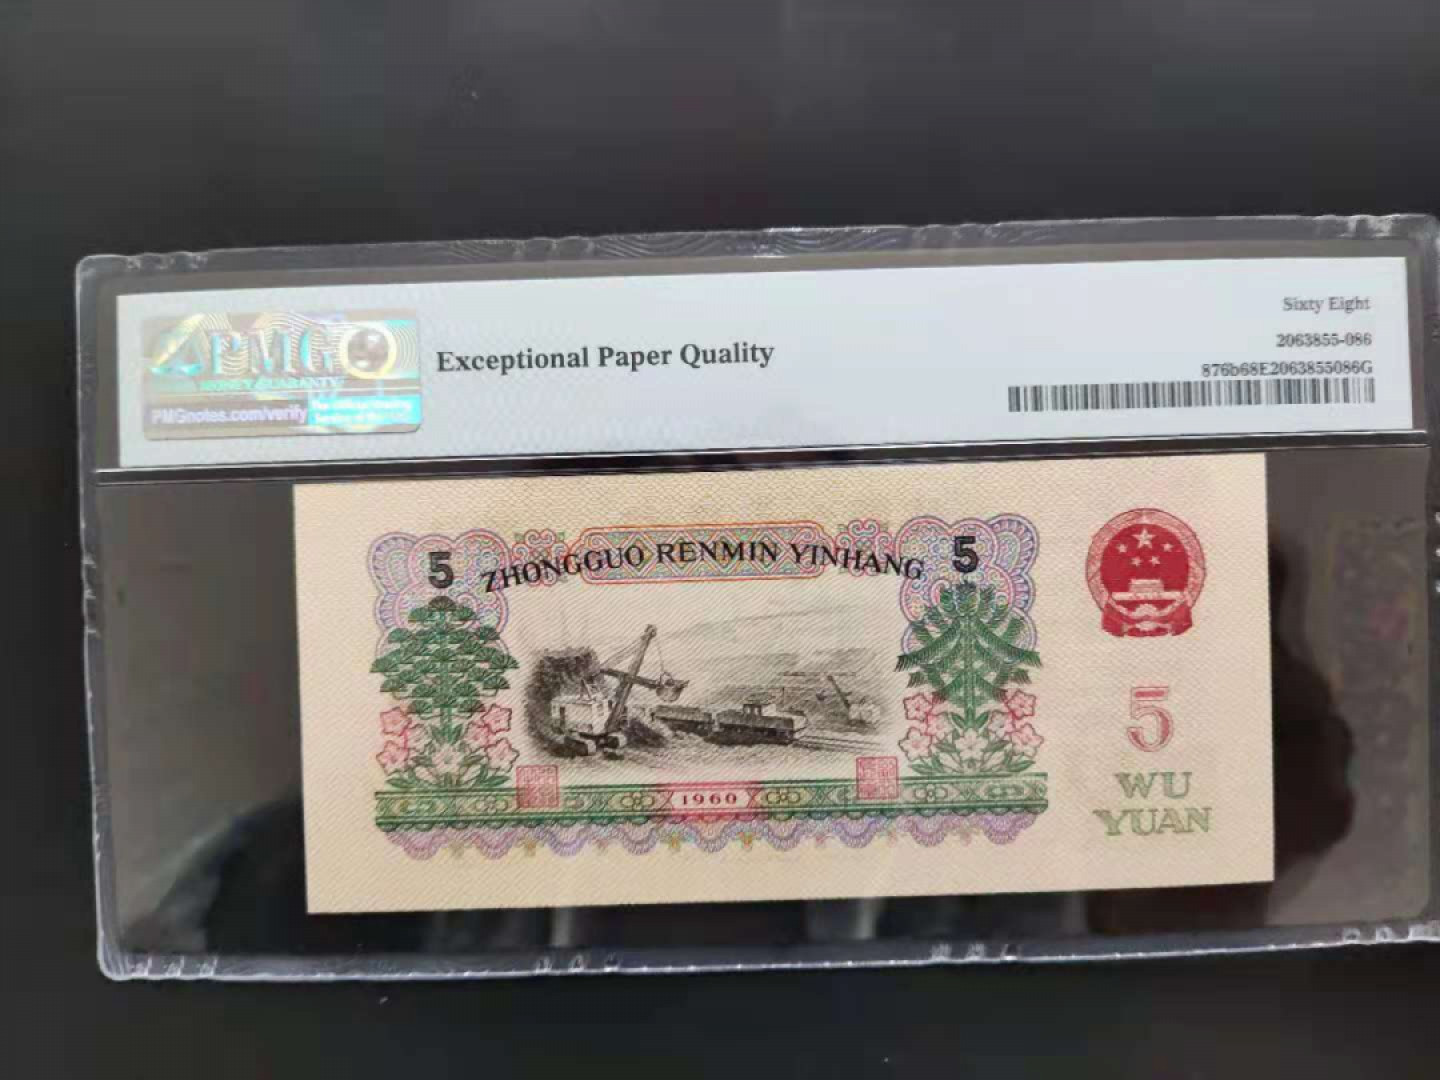 PMG
PMGnotes.com/verify
Exceptional Paper Quality
Sixty Eight
2063855-086
876b68E2063855086G
5
ZHONGGUO RENMIN YINHANG
5
1960
5
WU
YUAN